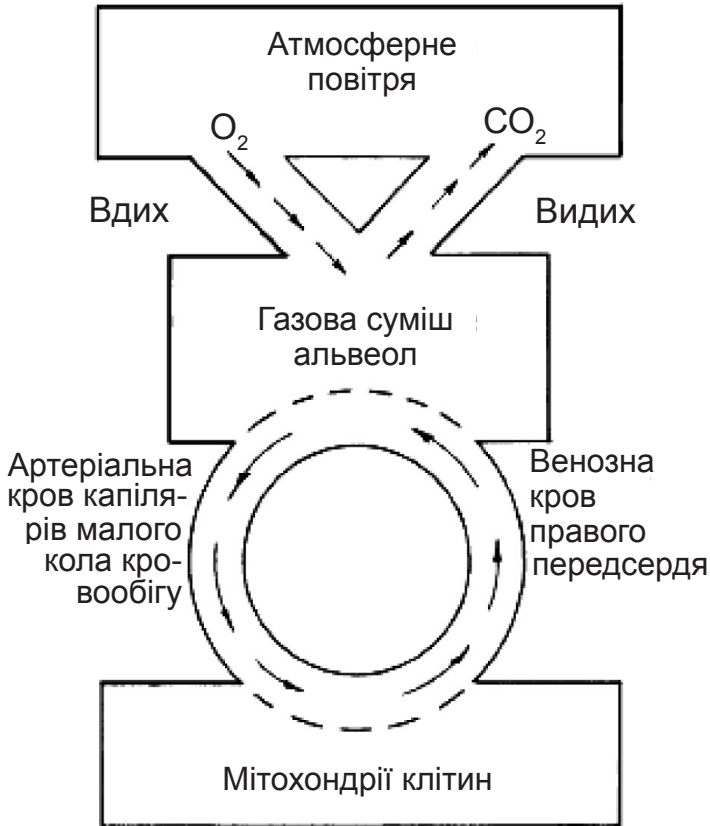 Атмосферне
повітря
O₂
CO₂
Вдих
Видих
Газова суміш
альвеол
Артеріальна
кров капіля-
рів малого
кола кро-
вообігу
Венозна
кров
правого
передсердя
Мітохондрії клітин